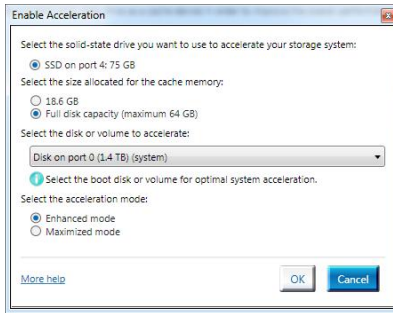 Enable Acceleration
Select the solid-state drive you want to use to accelerate your storage system:
SSD on port 4: 75 GB
Select the size allocated for the cache memory:
18.6 GB
Full disk capacity (maximum 64 GB)
Select the disk or volume to accelerate:
Disk on port 0 (1.4 TB) (system)
Select the boot disk or volume for optimal system acceleration.
Select the acceleration mode:
Enhanced mode
Maximized mode
More help
OK
Cancel